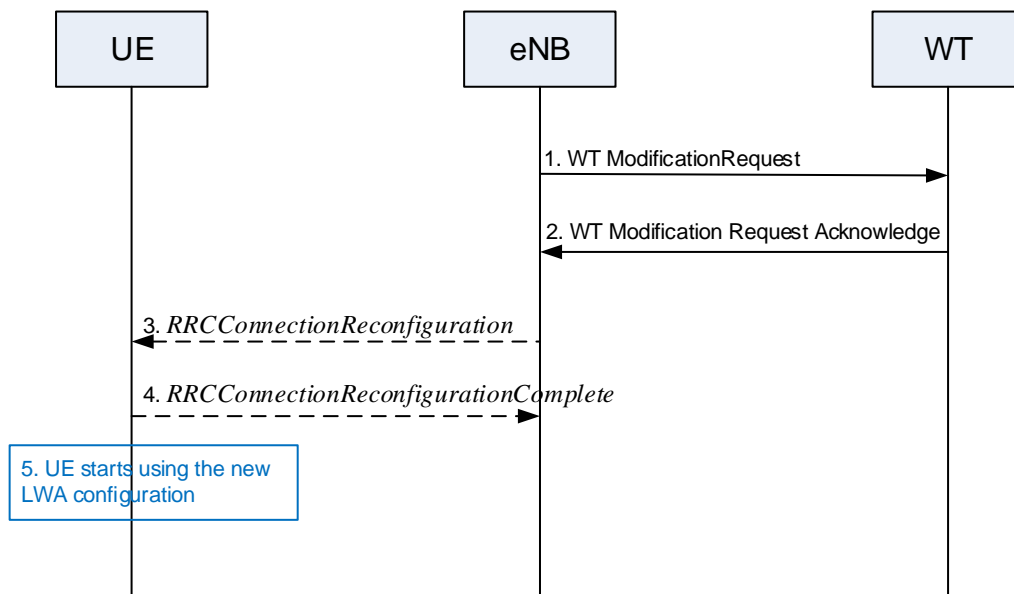 UE
eNB
WT
1. WT ModificationRequest
2. WT Modification Request Acknowledge
3. RRCConnectionReconfiguration
4. RRCConnectionReconfigurationComplete
5. UE starts using the new
LWA configuration